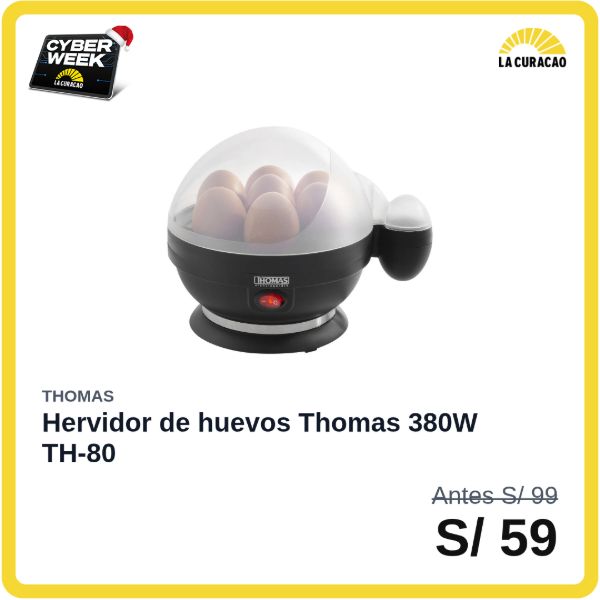 CYBER
WEEK
LA CURACAO
LA CURACAO
THOMAS
THOMAS
Hervidor de huevos Thomas 380W
TH-80
Antes S/ 99
S/ 59